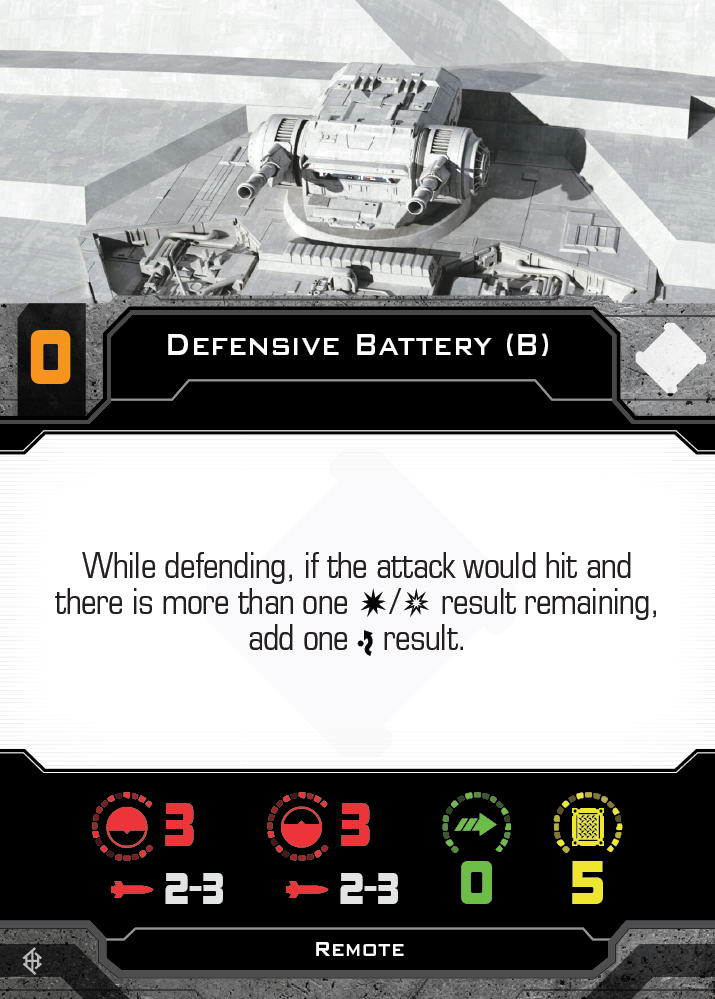 0
Defensive Battery (B)
While defending, if the attack would hit and
there is more than one / result remaining,
add one result.
3 3
2-3 2-3 0 5
Remote